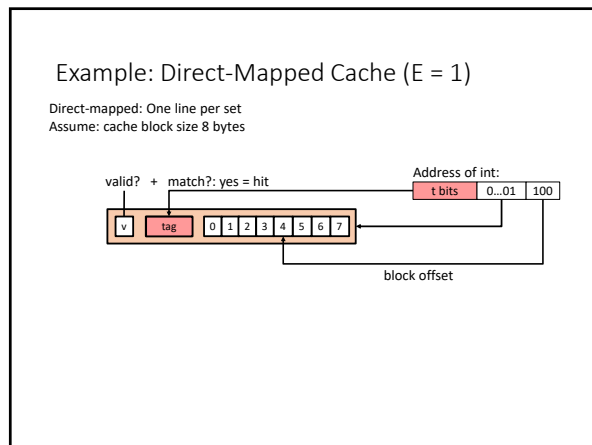 Example: Direct-Mapped Cache (E = 1)
Direct-mapped: One line per set
Assume: cache block size 8 bytes
Address of int:
valid? + match?: yes = hit
t bits 0...01 100
v tag 0 1 2 3 4 5 6 7
block offset